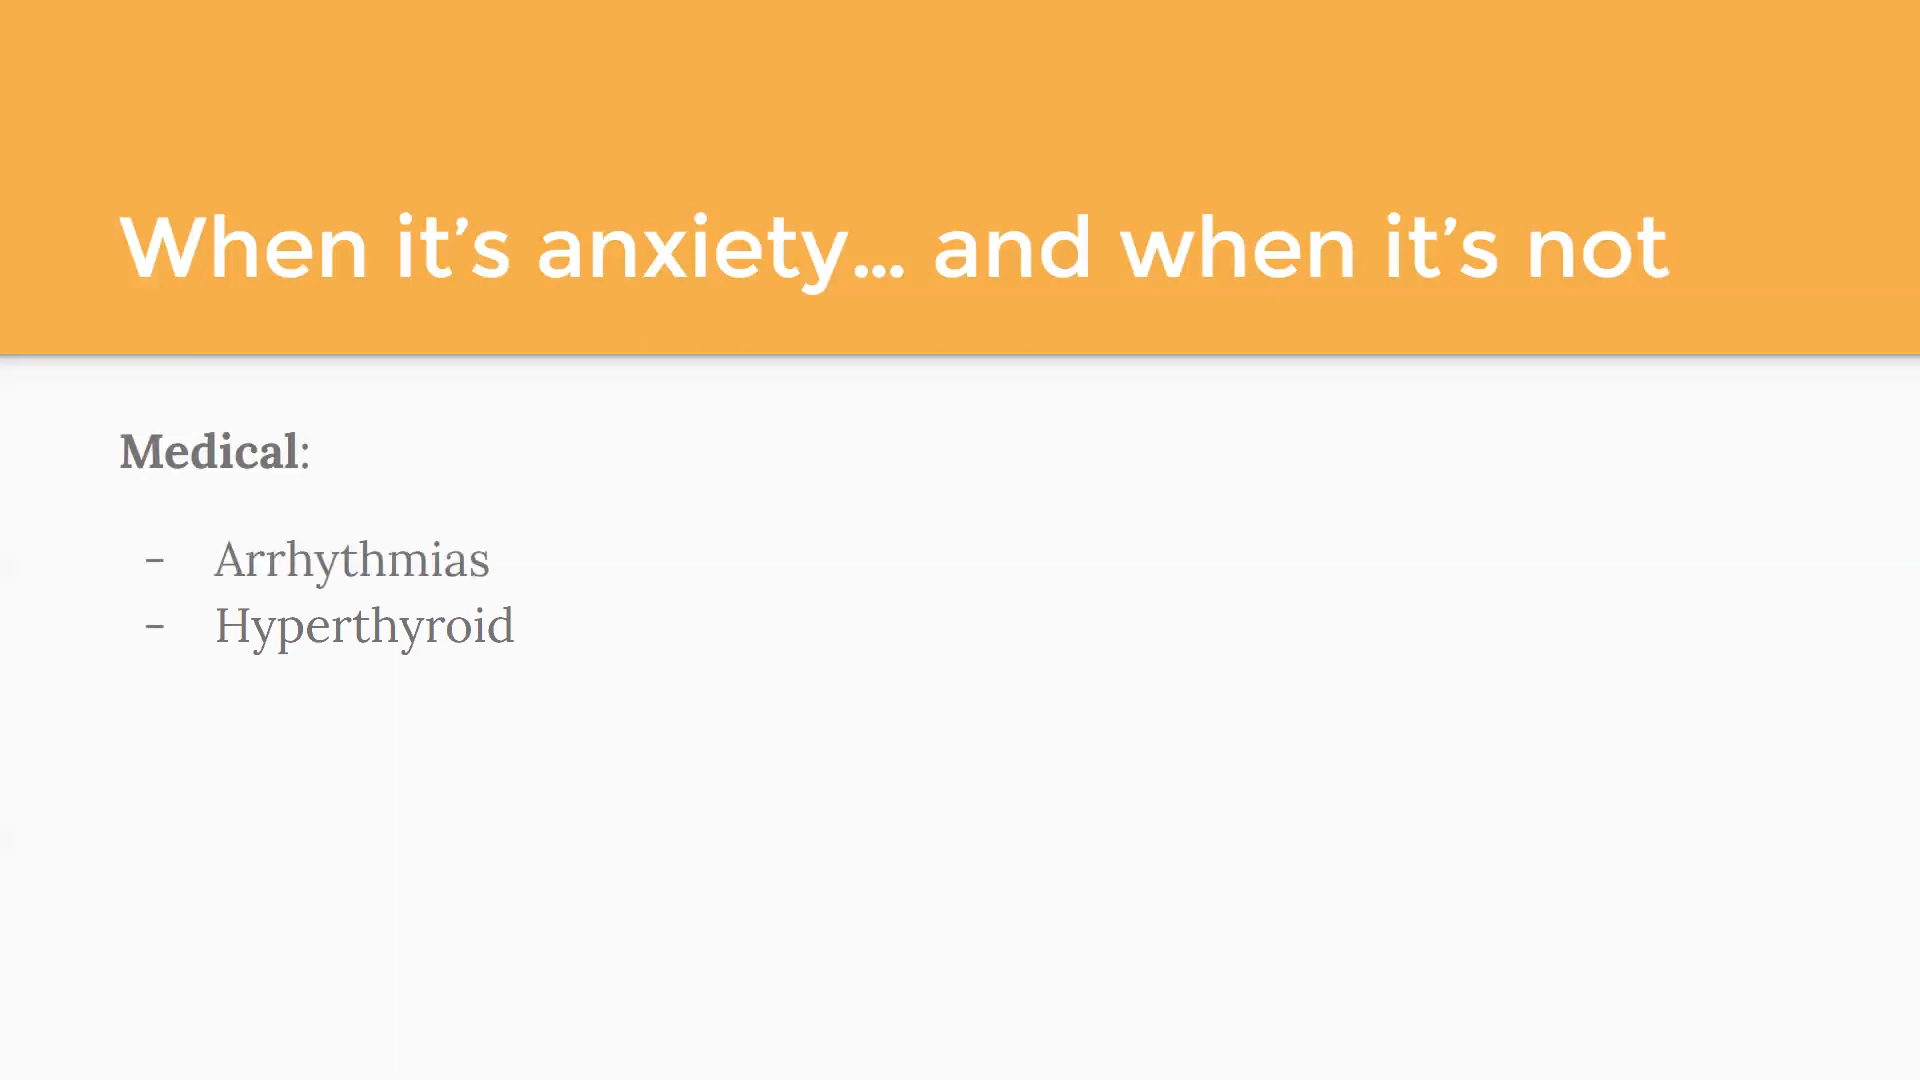 When it’s anxiety... and when it’s not
Medical:
- Arrhythmias
- Hyperthyroid